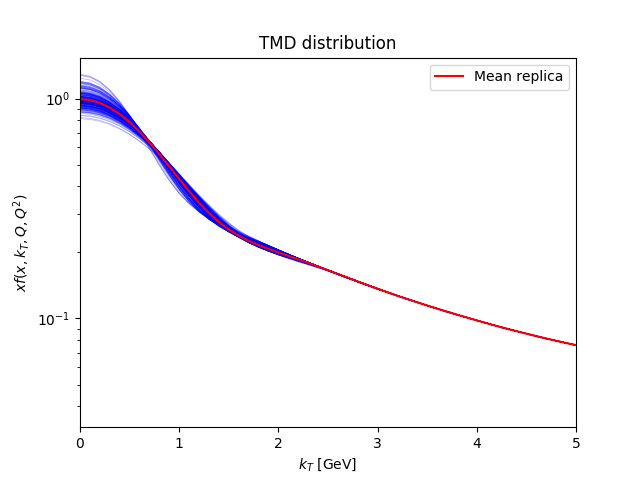 TMD distribution
Mean replica
10⁰
10⁻¹
xf(x, k_T, Q, Q²)
0 1 2 3 4 5
k_T [GeV]